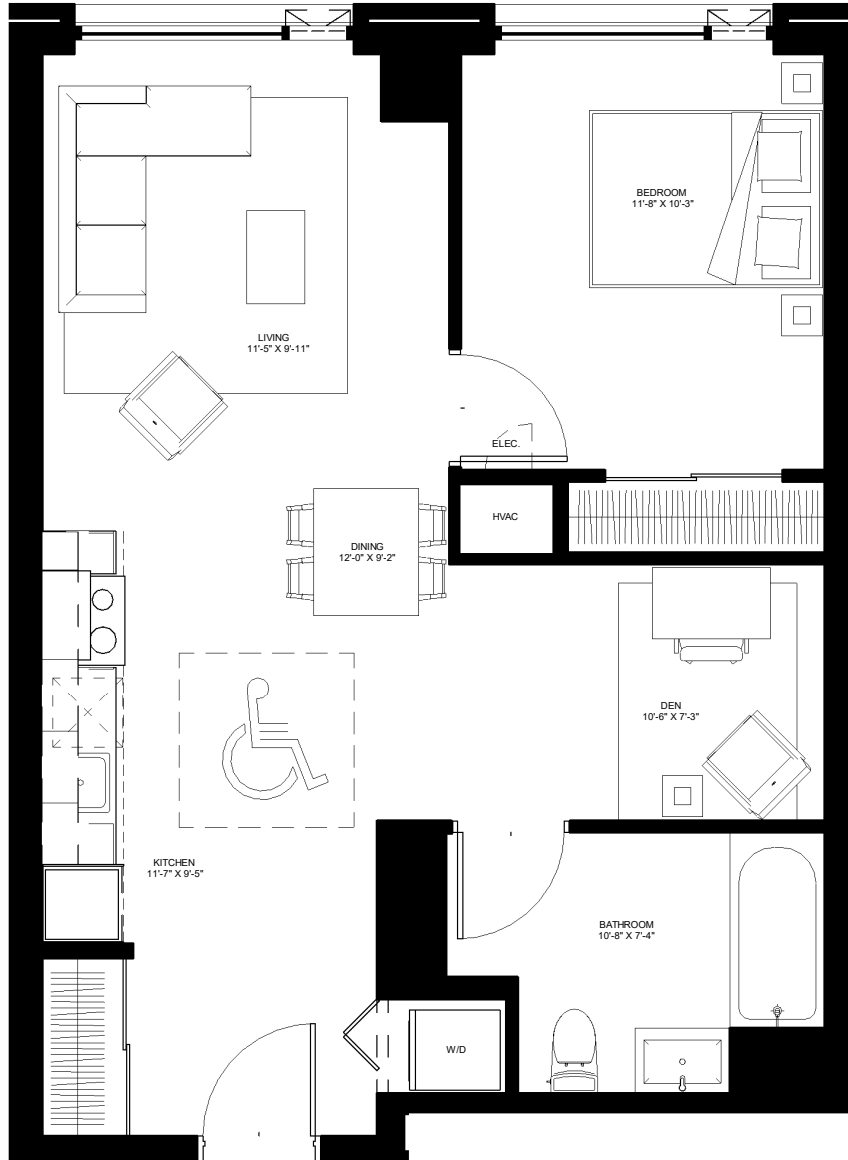 BEDROOM
11'-8" X 10'-3"
LIVING
11'-5" X 9'-11"
ELEC.
HVAC
DINING
12'-0" X 9'-2"
DEN
10'-6" X 7'-3"
KITCHEN
11'-7" X 9'-5"
BATHROOM
10'-8" X 7'-4"
W/D